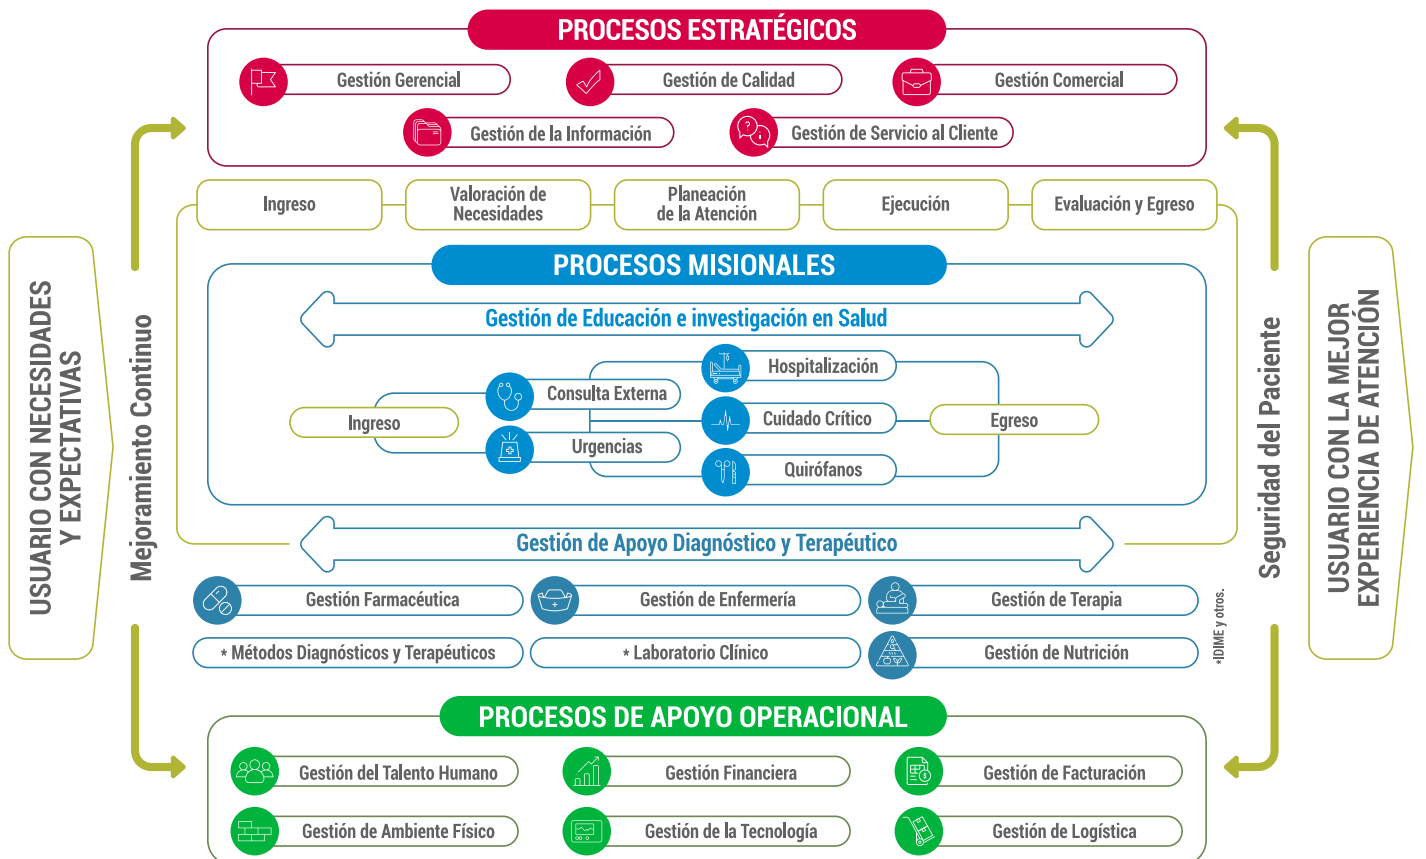 PROCESOS ESTRATÉGICOS
Gestión Gerencial
Gestión de Calidad
Gestión Comercial
Gestión de la Información
Gestión de Servicio al Cliente
Ingreso
Valoración de
Necesidades
Planeación
de la Atención
Ejecución
Evaluación y Egreso
USUARIO CON NECESIDADES
Y EXPECTATIVAS
Mejoramiento Continuo
PROCESOS MISIONALES
Gestión de Educación e investigación en Salud
Ingreso
Consulta Externa
Urgencias
Hospitalización
Cuidado Crítico
Quirófanos
Egreso
Gestión de Apoyo Diagnóstico y Terapéutico
Gestión Farmacéutica
Gestión de Enfermería
Gestión de Terapia
* Métodos Diagnósticos y Terapéuticos
* Laboratorio Clínico
Gestión de Nutrición
*IDIME y otros.
Seguridad del Paciente
USUARIO CON LA MEJOR
EXPERIENCIA DE ATENCIÓN
PROCESOS DE APOYO OPERACIONAL
Gestión del Talento Humano
Gestión Financiera
Gestión de Facturación
Gestión de Ambiente Físico
Gestión de la Tecnología
Gestión de Logística